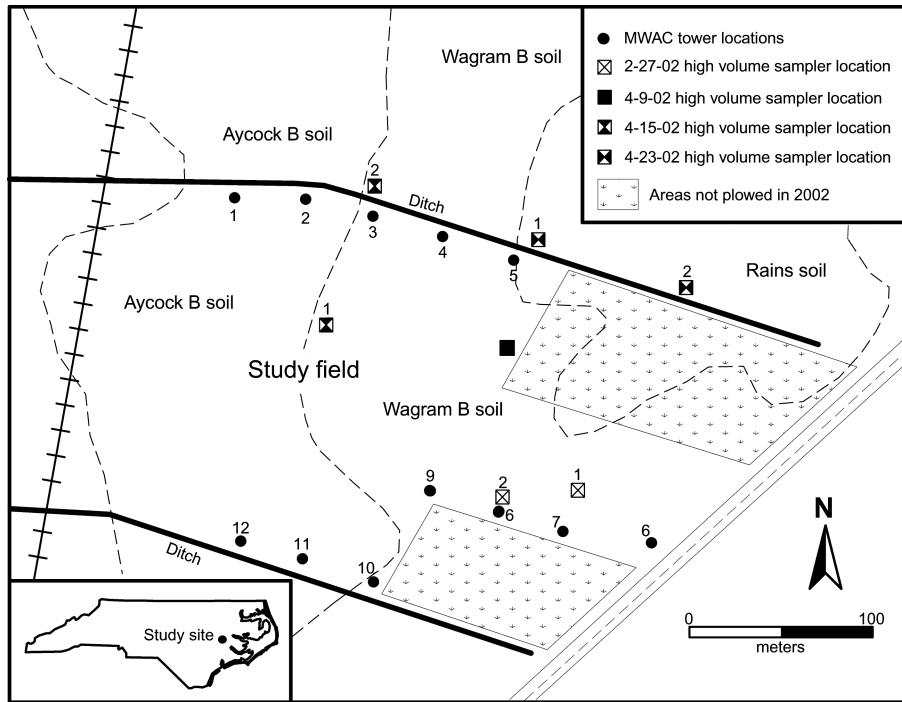 Wagram B soil
MWAC tower locations
2-27-02 high volume sampler location
4-9-02 high volume sampler location
4-15-02 high volume sampler location
4-23-02 high volume sampler location
Areas not plowed in 2002
Aycock B soil
2
Ditch
1
2
3
4
5
1
2
Rains soil
Aycock B soil
1
Study field
Wagram B soil
9
2
1
6
7
6
12
11
10
Ditch
N
Study site
0 100
meters